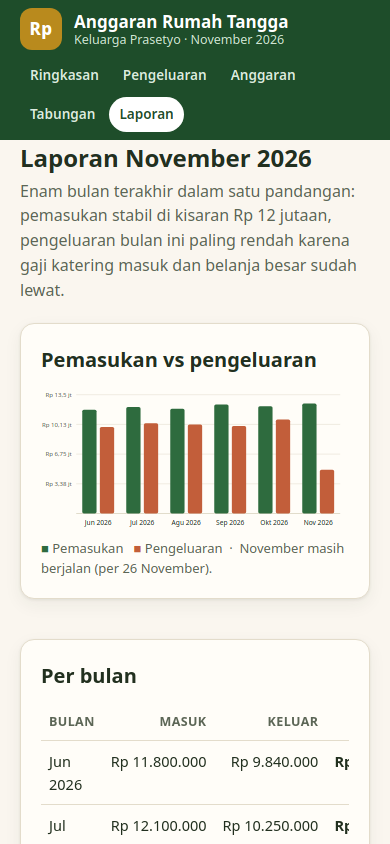 Rp
Anggaran Rumah Tangga
Keluarga Prasetyo · November 2026
Ringkasan Pengeluaran Anggaran
Tabungan Laporan
Laporan November 2026
Enam bulan terakhir dalam satu pandangan:
pemasukan stabil di kisaran Rp 12 jutaan,
pengeluaran bulan ini paling rendah karena
gaji katering masuk dan belanja besar sudah
lewat.
Pemasukan vs pengeluaran
Rp 13.5 jt
Rp 10.13 jt
Rp 6.75 jt
Rp 3.38 jt
Jun 2026 Jul 2026 Agu 2026 Sep 2026 Okt 2026 Nov 2026
■ Pemasukan ■ Pengeluaran · November masih
berjalan (per 26 November).
Per bulan
BULAN MASUK KELUAR
Jun 2026 Rp 11.800.000 Rp 9.840.000 Rp
Jul Rp 12.100.000 Rp 10.250.000